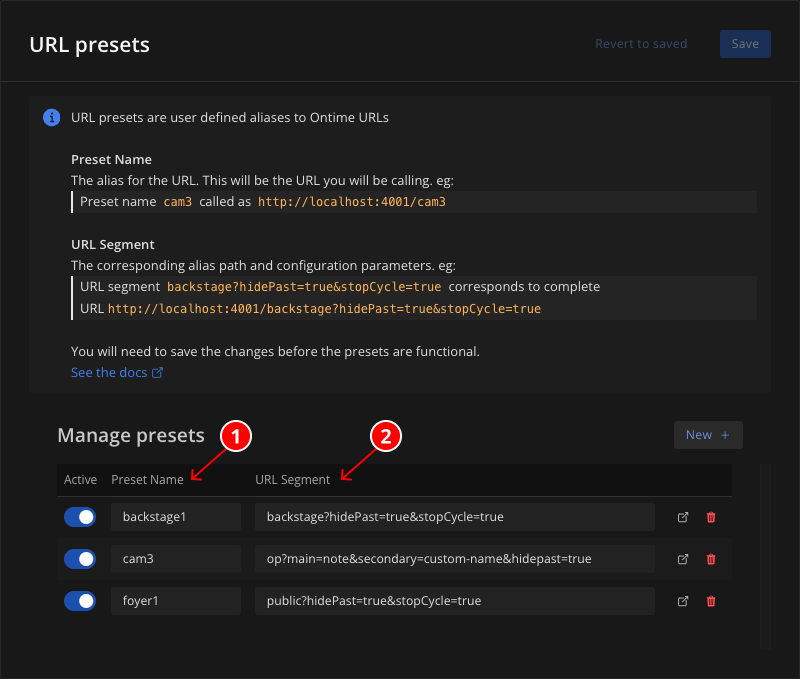 URL presets
Revert to saved
Save
URL presets are user defined aliases to Ontime URLs
Preset Name
The alias for the URL. This will be the URL you will be calling. eg:
Preset name cam3 called as http://localhost:4001/cam3
URL Segment
The corresponding alias path and configuration parameters. eg:
URL segment backstage?hidePast=true&stopCycle=true corresponds to complete
URL http://localhost:4001/backstage?hidePast=true&stopCycle=true
You will need to save the changes before the presets are functional.
See the docs
Manage presets
1
2
New +
Active Preset Name URL Segment
backstage1 backstage?hidePast=true&stopCycle=true
cam3 op?main=note&secondary=custom-name&hidepast=true
foyer1 public?hidePast=true&stopCycle=true